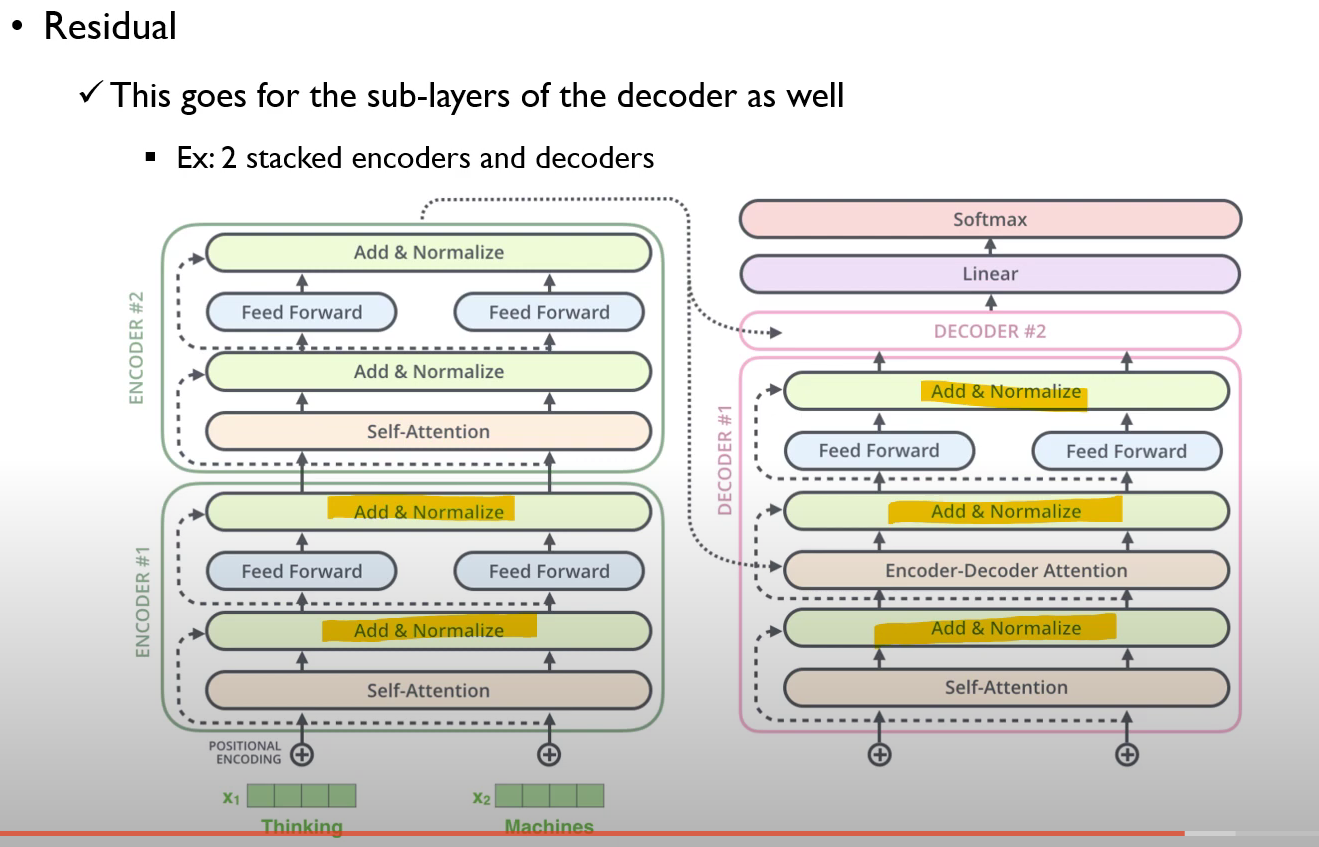 • Residual
✓ This goes for the sub-layers of the decoder as well
▪ Ex: 2 stacked encoders and decoders
ENCODER #2
Add & Normalize
Feed Forward Feed Forward
Add & Normalize
Self-Attention
ENCODER #1
Add & Normalize
Feed Forward Feed Forward
Add & Normalize
Self-Attention
POSITIONAL
ENCODING
x1 x2
Thinking Machines
Softmax
Linear
DECODER #2
DECODER #1
Add & Normalize
Feed Forward Feed Forward
Add & Normalize
Encoder-Decoder Attention
Add & Normalize
Self-Attention